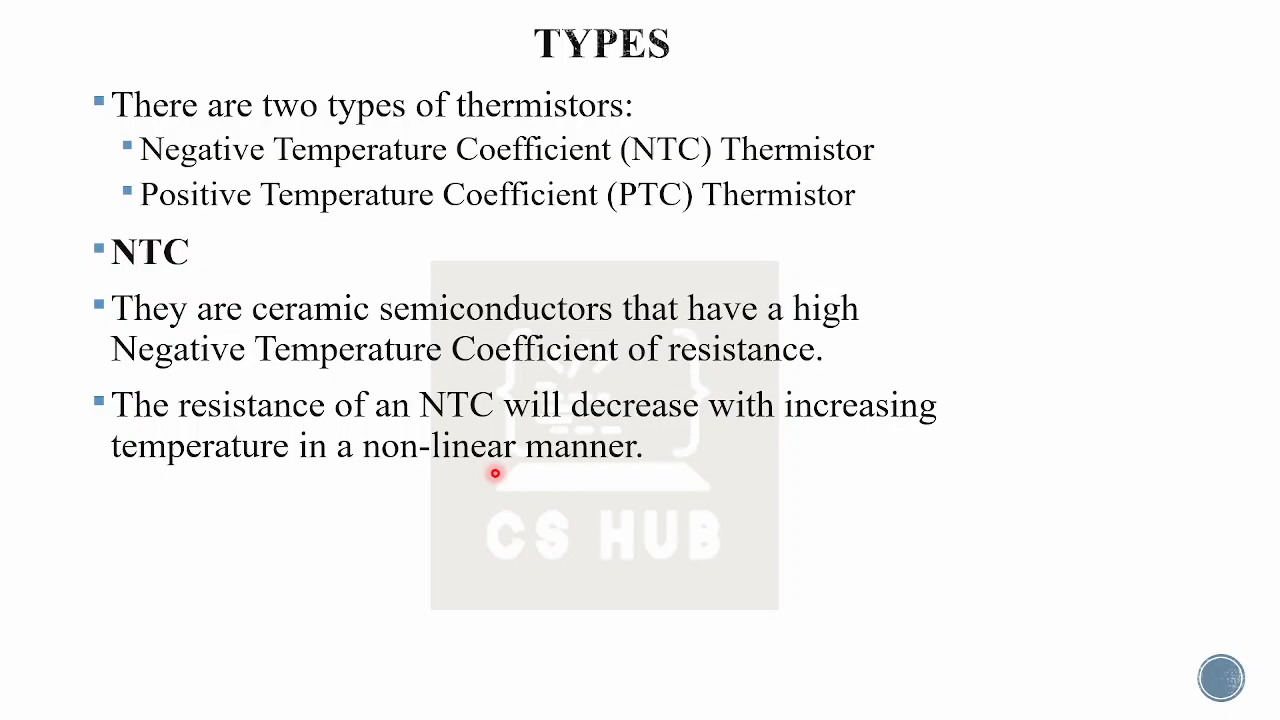 TYPES
There are two types of thermistors:
Negative Temperature Coefficient (NTC) Thermistor
Positive Temperature Coefficient (PTC) Thermistor
NTC
They are ceramic semiconductors that have a high
Negative Temperature Coefficient of resistance.
The resistance of an NTC will decrease with increasing
temperature in a non-linear manner.
CS HUB